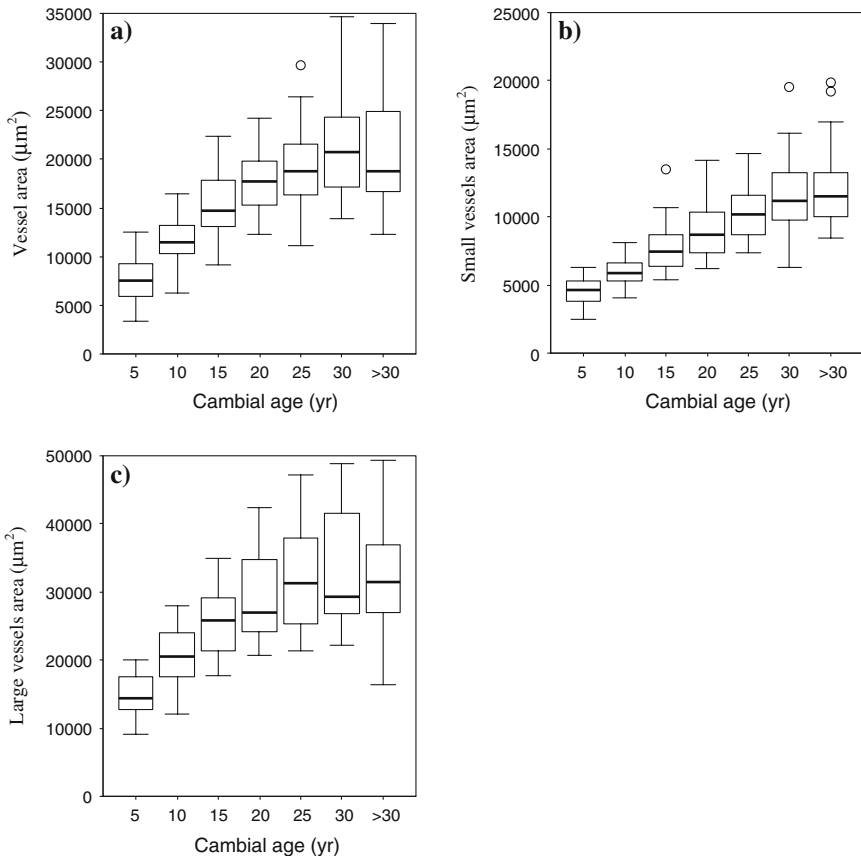 a)
Vessel area (μm²)
35000
30000
25000
20000
15000
10000
5000
0
5 10 15 20 25 30 >30
Cambial age (yr)
b)
Small vessels area (μm²)
25000
20000
15000
10000
5000
0
5 10 15 20 25 30 >30
Cambial age (yr)
c)
Large vessels area (μm²)
50000
40000
30000
20000
10000
0
5 10 15 20 25 30 >30
Cambial age (yr)